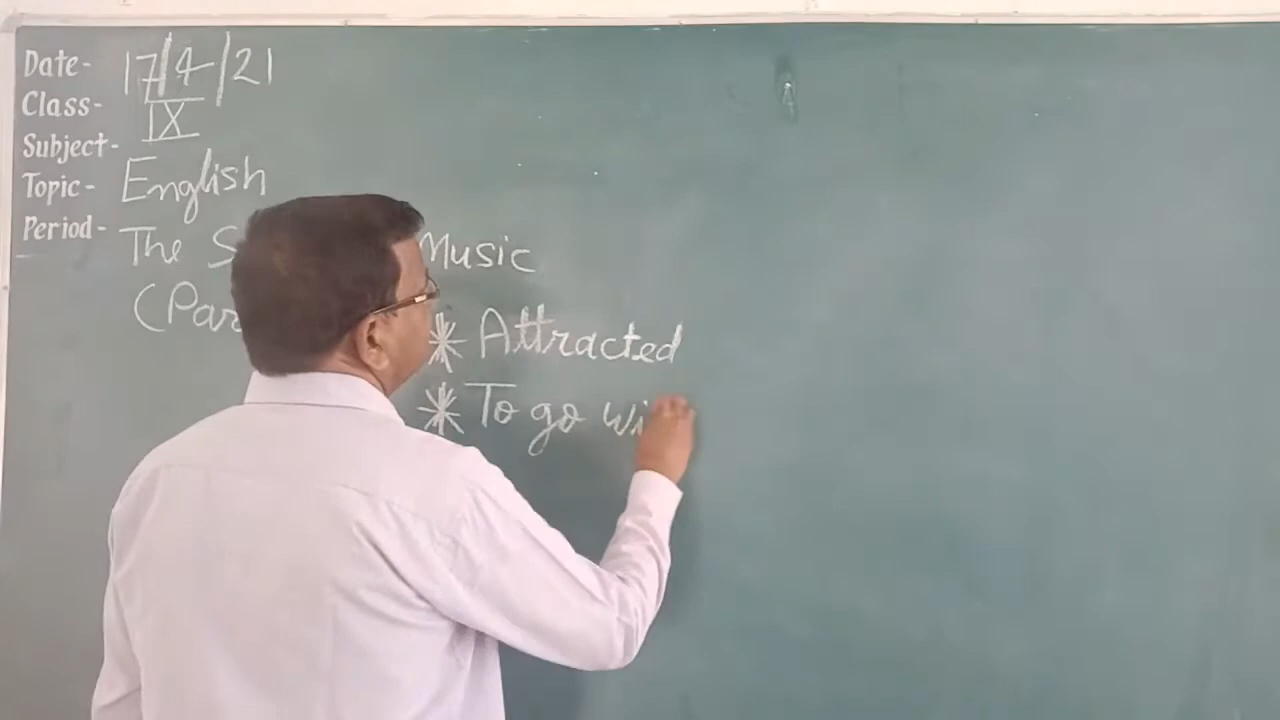 Date- 17/4/21
Class- IX
Subject-
Topic- English
Period- The S Music
(Par
* Attracted
* To go wi